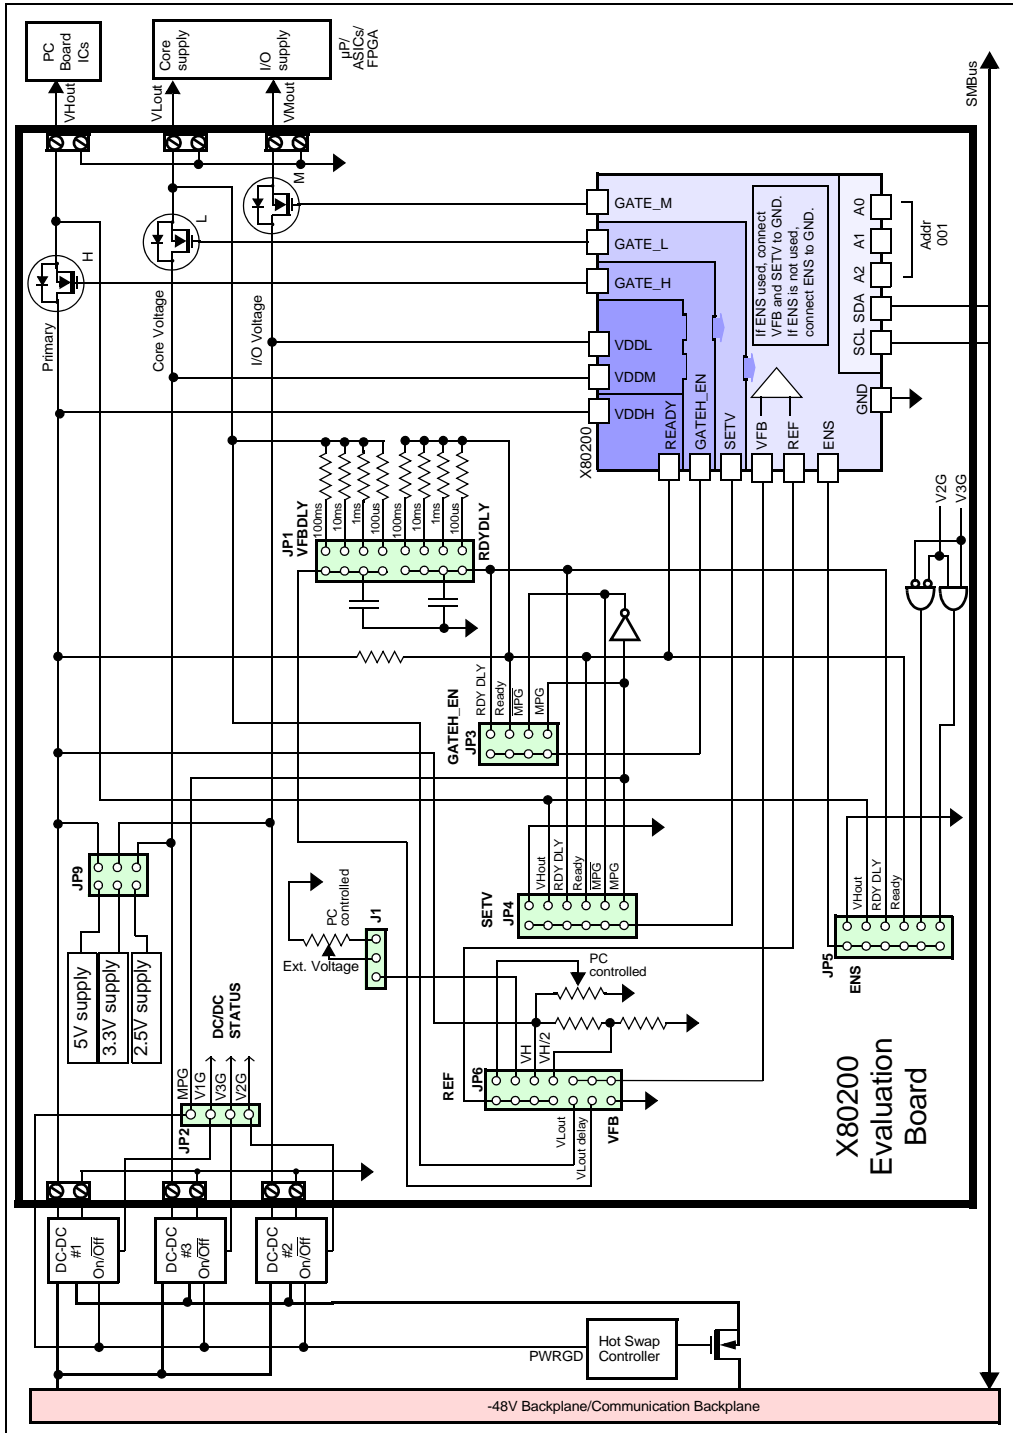 PC
Board
ICs
Core
supply
I/O
supply
µP/
ASICs/
FPGA
VHout
VLout
VMout
SMBus
H
L
M
Primary
Core Voltage
I/O Voltage
GATE_M
GATE_L
GATE_H
VDDL
VDDM
VDDH
X80200
READY
GATEH_EN
SETV
VFB
REF
ENS
If ENS used, connect
VFB and SETV to GND.
If ENS is not used,
connect ENS to GND.
A0
A1
A2
SDA
SCL
GND
Addr
001
V2G
V3G
JP1
VFBDLY
100ms
10ms
1ms
100us
100ms
10ms
1ms
100us
RDYDLY
GATEH_EN
JP3
RDY DLY
Ready
MPG
MPG
JP9
5V supply
3.3V supply
2.5V supply
PC
controlled
Ext. Voltage
J1
SETV
JP4
VHout
RDY DLY
Ready
MPG
MPG
JP5
ENS
VHout
RDY DLY
Ready
PC
controlled
REF
JP6
VH
VH/2
VFB
VLout
VLout delay
DC/DC
STATUS
MPG
V1G
V3G
V2G
JP2
X80200
Evaluation
Board
DC-DC
#1
On/Off
DC-DC
#3
On/Off
DC-DC
#2
On/Off
PWRGD
Hot Swap
Controller
-48V Backplane/Communication Backplane